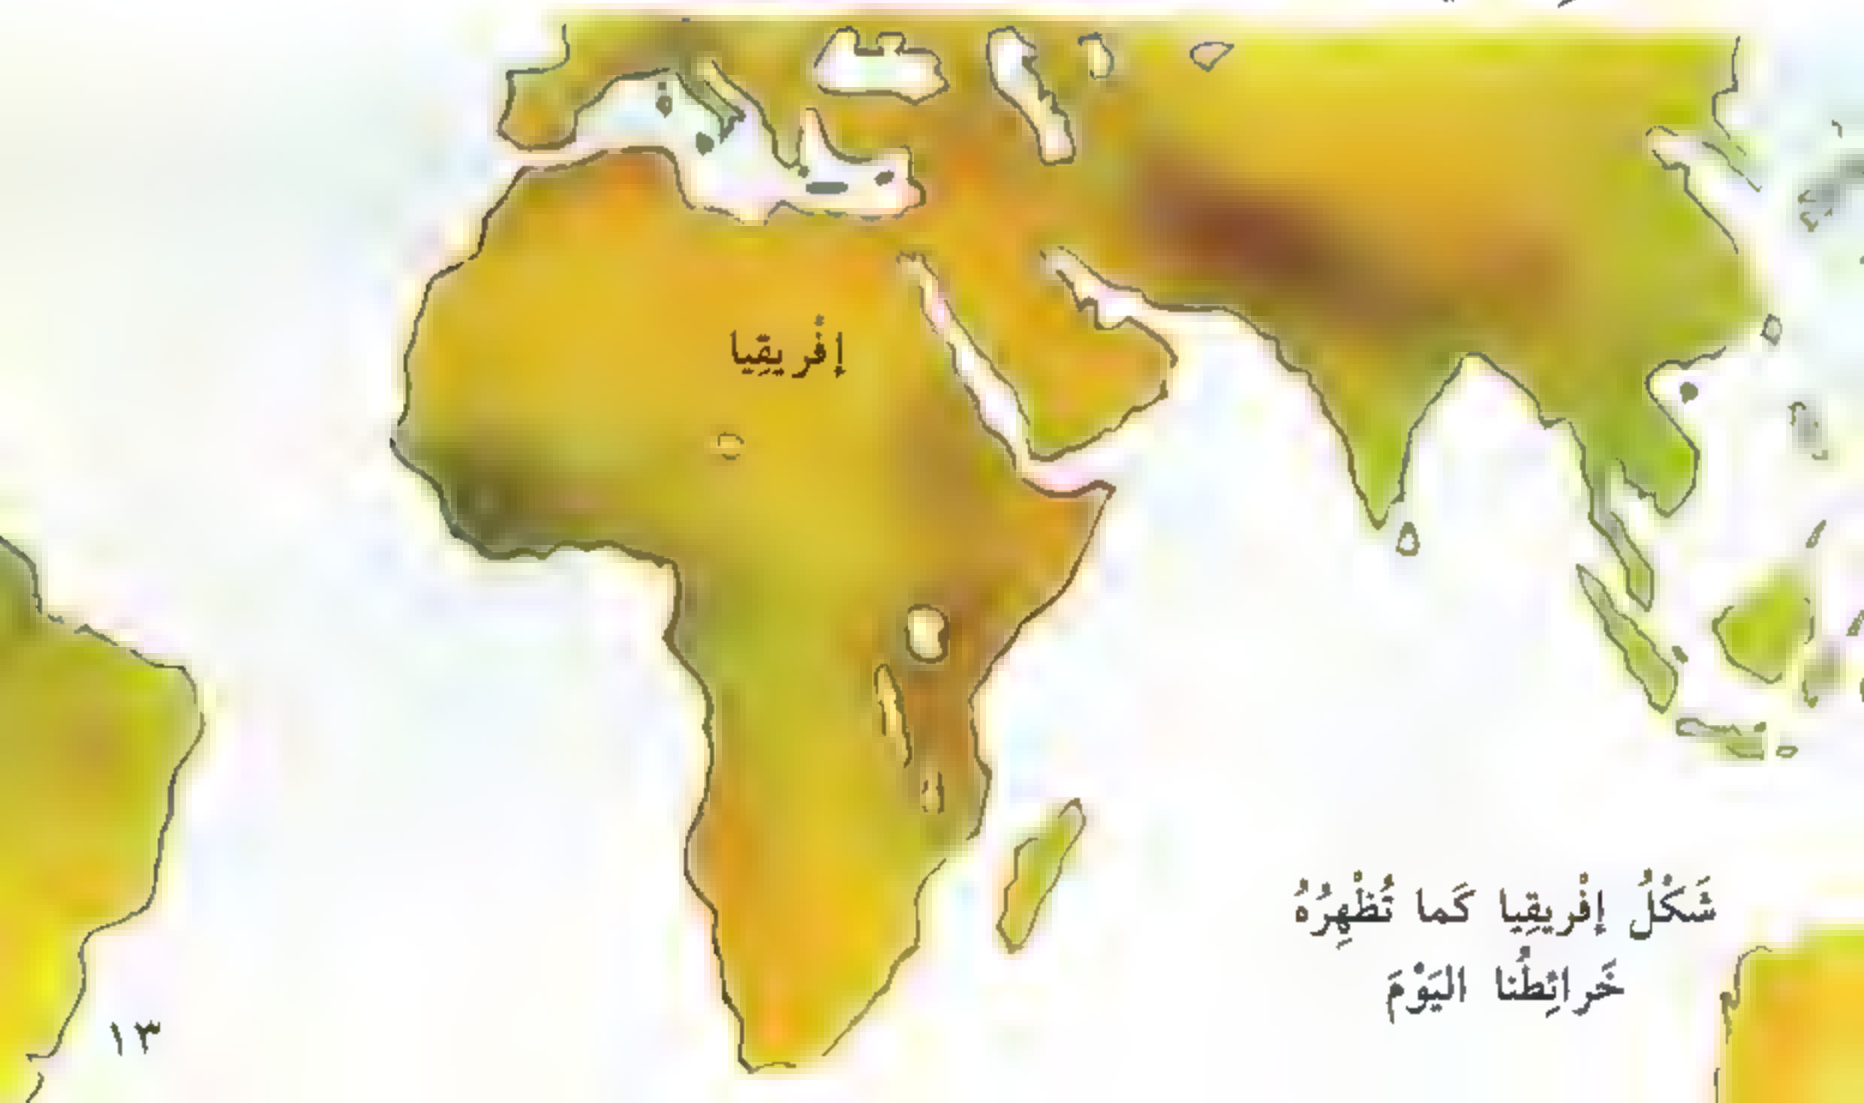 إفْريقِيا
شَكْلُ إفْريقِيا كَما تُظْهِرُهُ
خَرائِطُنا اليَوْمَ
١٣